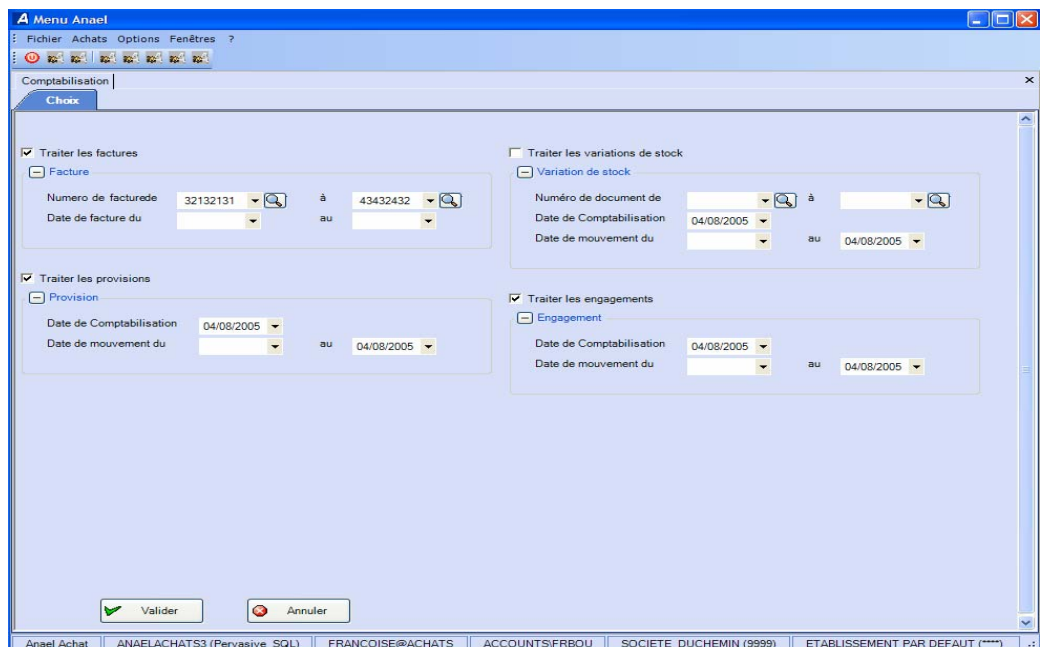 Menu Anael
Fichier Achats Options Fenêtres ?
Comptabilisation
Choix
Traiter les factures
Facture
Numero de facturede 32132131 à 43432432
Date de facture du au
Traiter les provisions
Provision
Date de Comptabilisation 04/08/2005
Date de mouvement du au 04/08/2005
Traiter les variations de stock
Variation de stock
Numéro de document de à
Date de Comptabilisation 04/08/2005
Date de mouvement du au 04/08/2005
Traiter les engagements
Engagement
Date de Comptabilisation 04/08/2005
Date de mouvement du au 04/08/2005
Valider Annuler
Anael Achat ANAELACHATS3 (Pervasive SQL) FRANCOISE@ACHATS ACCOUNTS\FRBOU SOCIETE DUCHEMIN (9999) ETABLISSEMENT PAR DEFAUT (****)